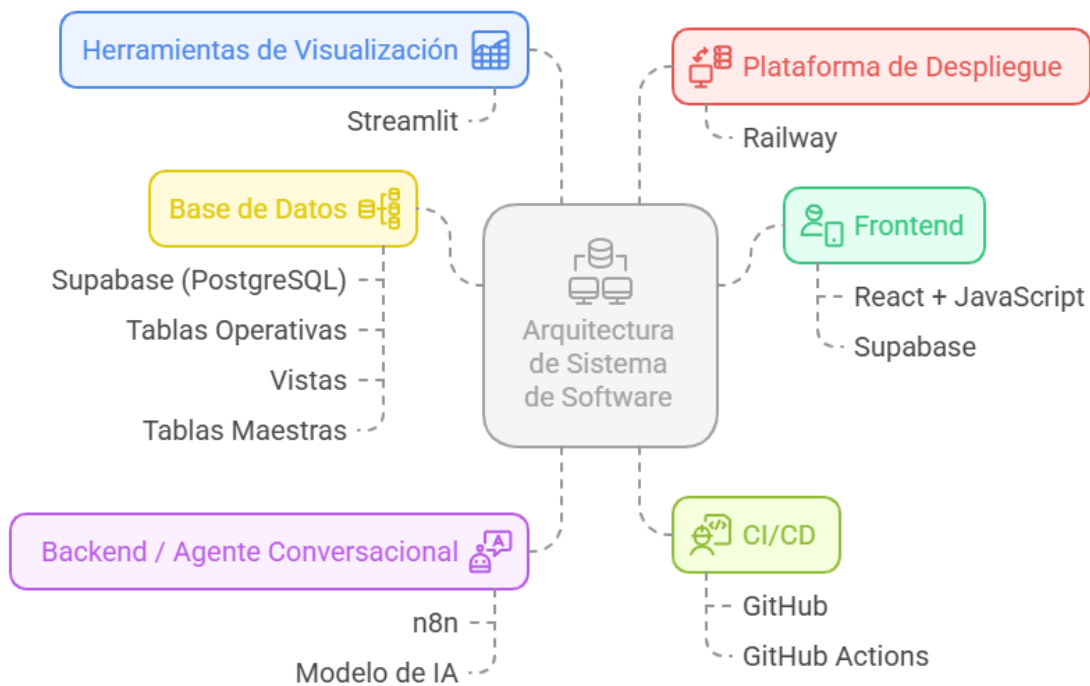 Herramientas de Visualización
Streamlit
Plataforma de Despliegue
Railway
Base de Datos
Supabase (PostgreSQL)
Tablas Operativas
Vistas
Tablas Maestras
Frontend
React + JavaScript
Supabase
Arquitectura
de Sistema
de Software
Backend / Agente Conversacional
n8n
Modelo de IA
CI/CD
GitHub
GitHub Actions